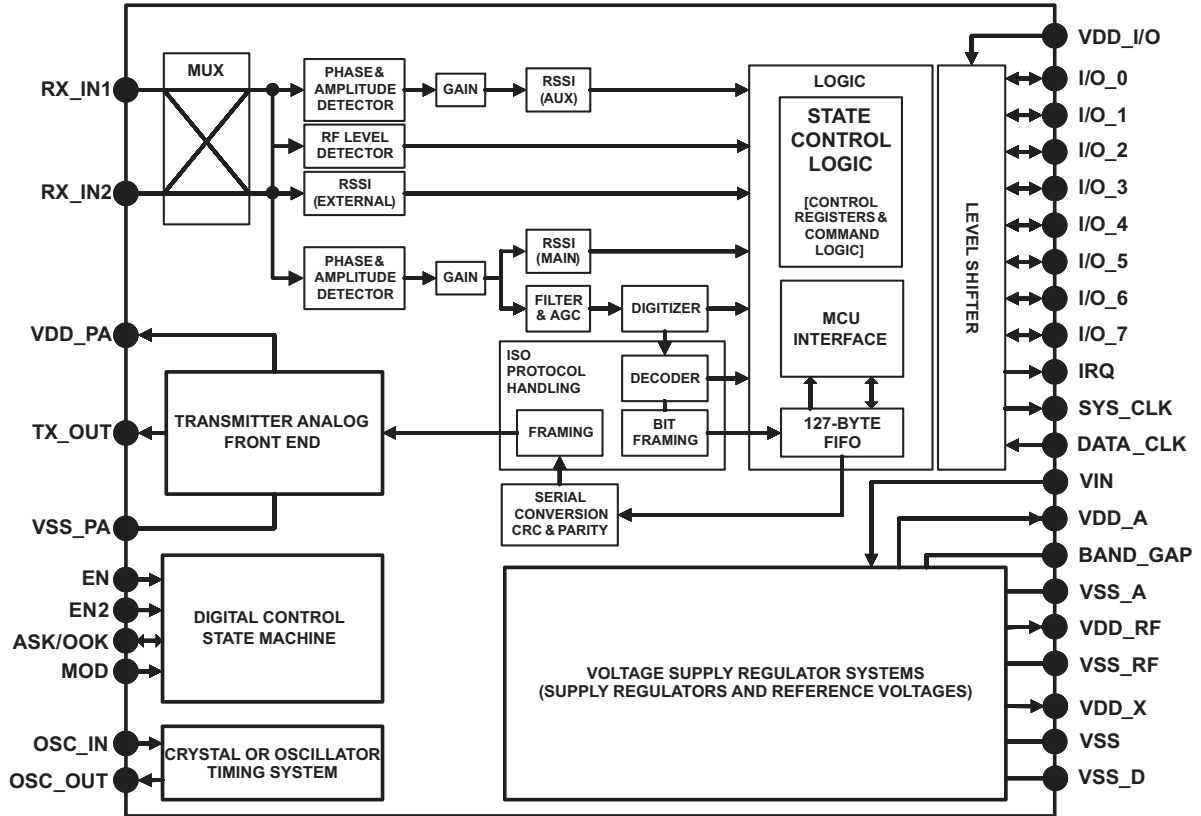 RX_IN1
RX_IN2
VDD_PA
TX_OUT
VSS_PA
EN
EN2
ASK/OOK
MOD
OSC_IN
OSC_OUT
MUX
PHASE &
AMPLITUDE
DETECTOR
GAIN
RSSI
(AUX)
RF LEVEL
DETECTOR
RSSI
(EXTERNAL)
PHASE &
AMPLITUDE
DETECTOR
GAIN
RSSI
(MAIN)
FILTER
& AGC
DIGITIZER
ISO
PROTOCOL
HANDLING
DECODER
BIT
FRAMING
FRAMING
SERIAL
CONVERSION
CRC & PARITY
TRANSMITTER ANALOG
FRONT END
DIGITAL CONTROL
STATE MACHINE
CRYSTAL OR OSCILLATOR
TIMING SYSTEM
LOGIC
STATE
CONTROL
LOGIC
[CONTROL
REGISTERS &
COMMAND
LOGIC]
MCU
INTERFACE
127-BYTE
FIFO
LEVEL SHIFTER
VOLTAGE SUPPLY REGULATOR SYSTEMS
(SUPPLY REGULATORS AND REFERENCE VOLTAGES)
VDD_I/O
I/O_0
I/O_1
I/O_2
I/O_3
I/O_4
I/O_5
I/O_6
I/O_7
IRQ
SYS_CLK
DATA_CLK
VIN
VDD_A
BAND_GAP
VSS_A
VDD_RF
VSS_RF
VDD_X
VSS
VSS_D